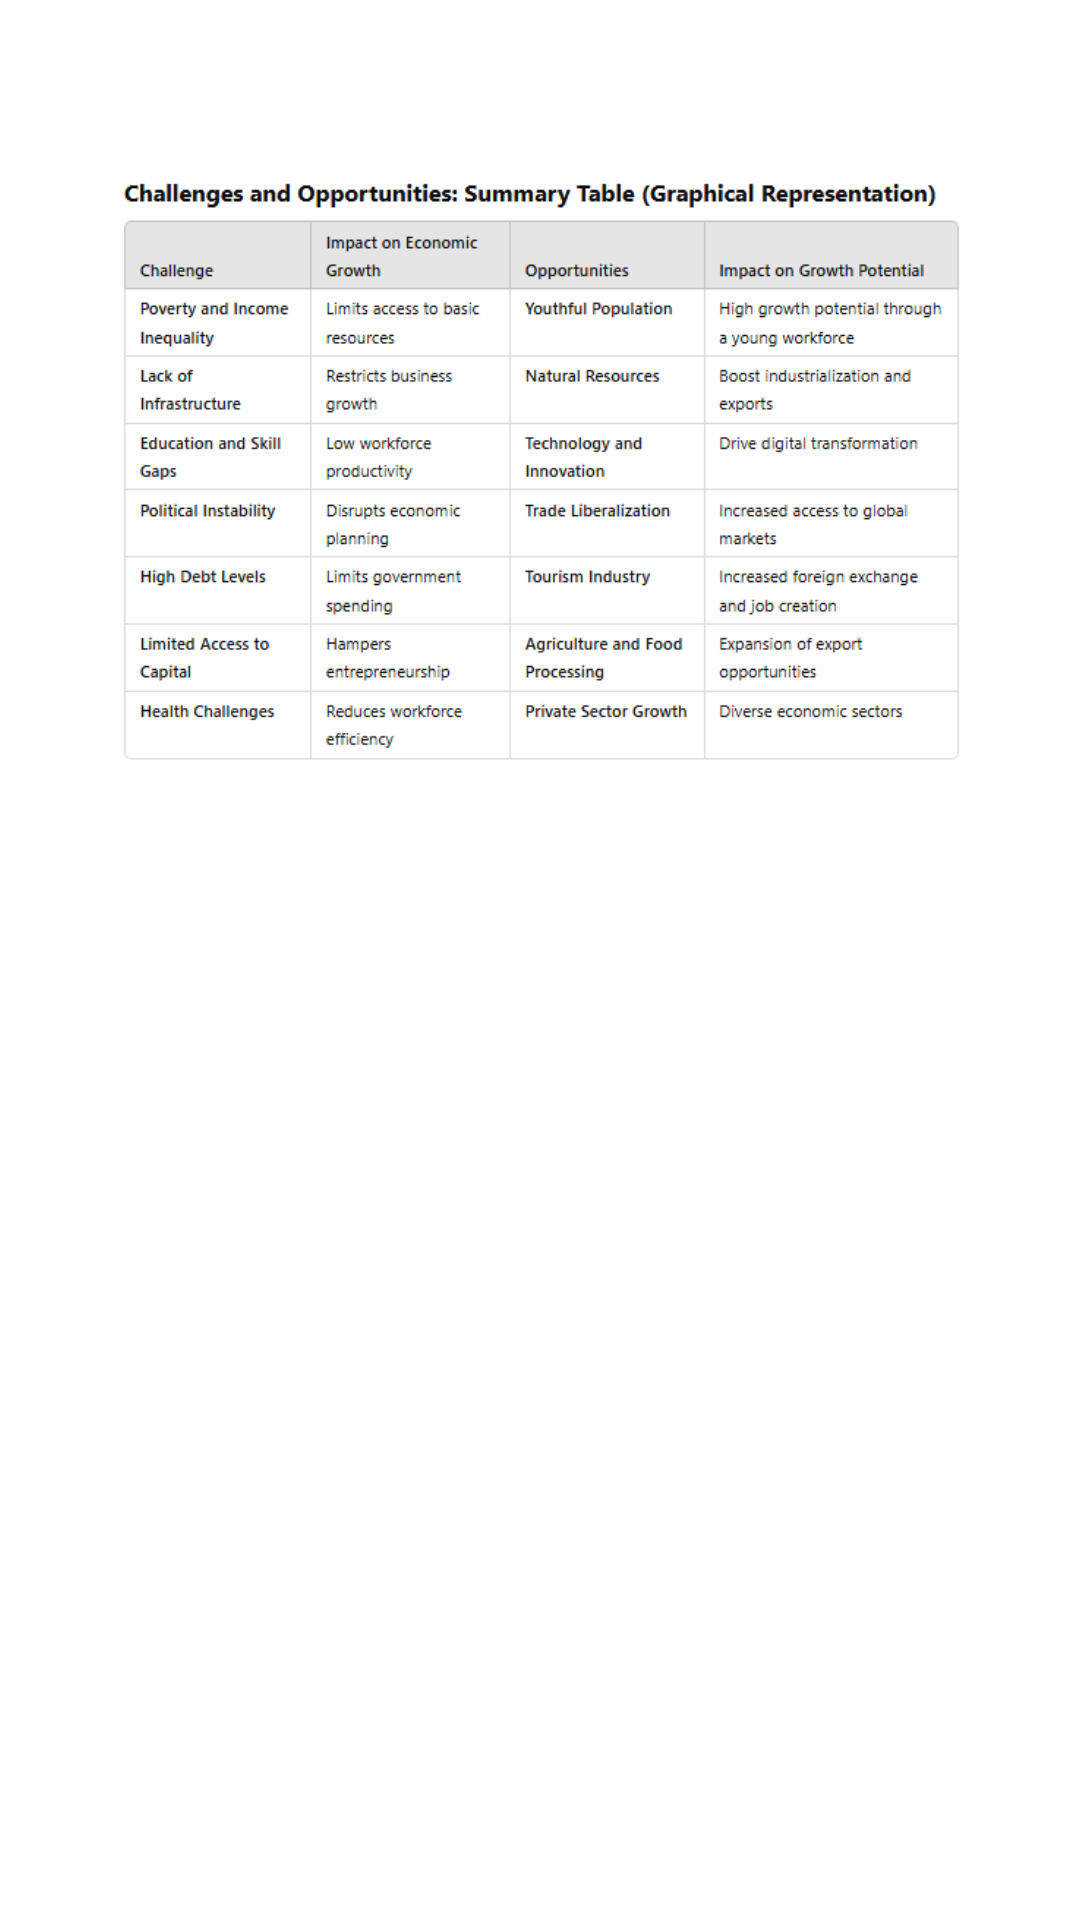 Challenges and Opportunities: Summary Table (Graphical Representation)
Challenge
Impact on Economic
Growth
Opportunities
Impact on Growth Potential
Poverty and Income
Inequality
Limits access to basic
resources
Youthful Population
High growth potential through
a young workforce
Lack of
Infrastructure
Restricts business
growth
Natural Resources
Boost industrialization and
exports
Education and Skill
Gaps
Low workforce
productivity
Technology and
Innovation
Drive digital transformation
Political Instability
Disrupts economic
planning
Trade Liberalization
Increased access to global
markets
High Debt Levels
Limits government
spending
Tourism Industry
Increased foreign exchange
and job creation
Limited Access to
Capital
Hampers
entrepreneurship
Agriculture and Food
Processing
Expansion of export
opportunities
Health Challenges
Reduces workforce
efficiency
Private Sector Growth
Diverse economic sectors